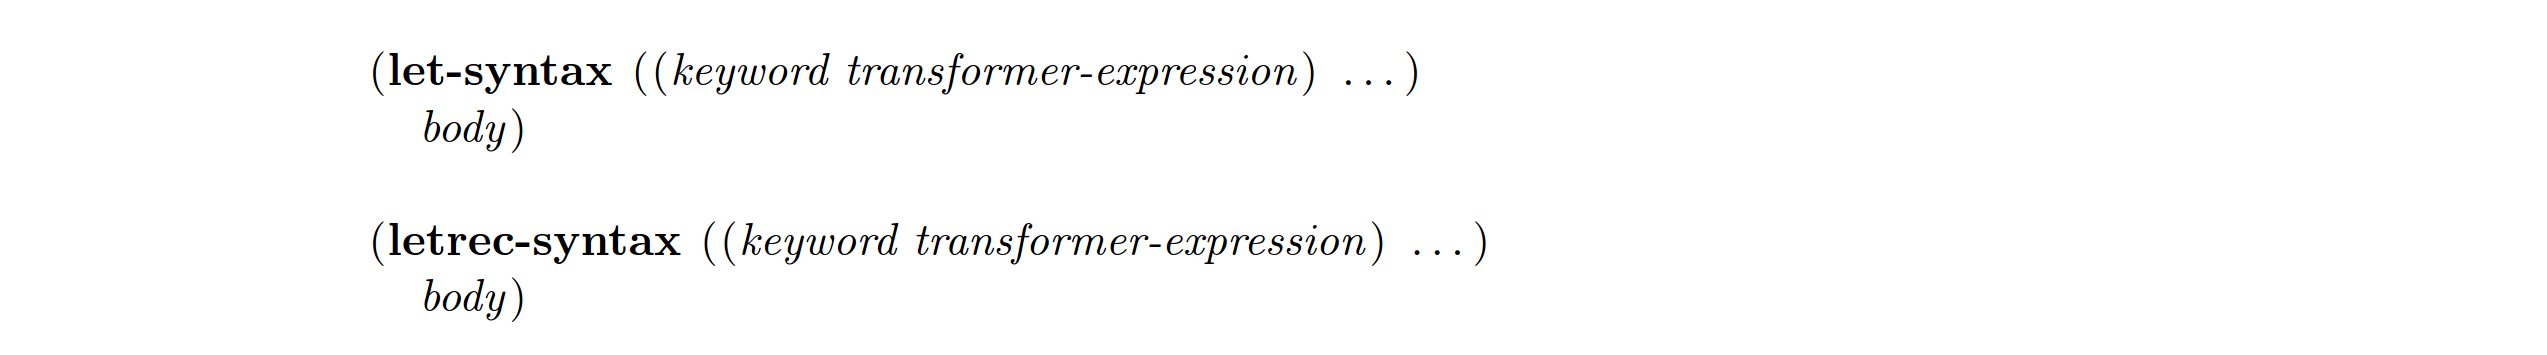 (let-syntax ((keyword transformer-expression) ...)
body)
(letrec-syntax ((keyword transformer-expression) ...)
body)